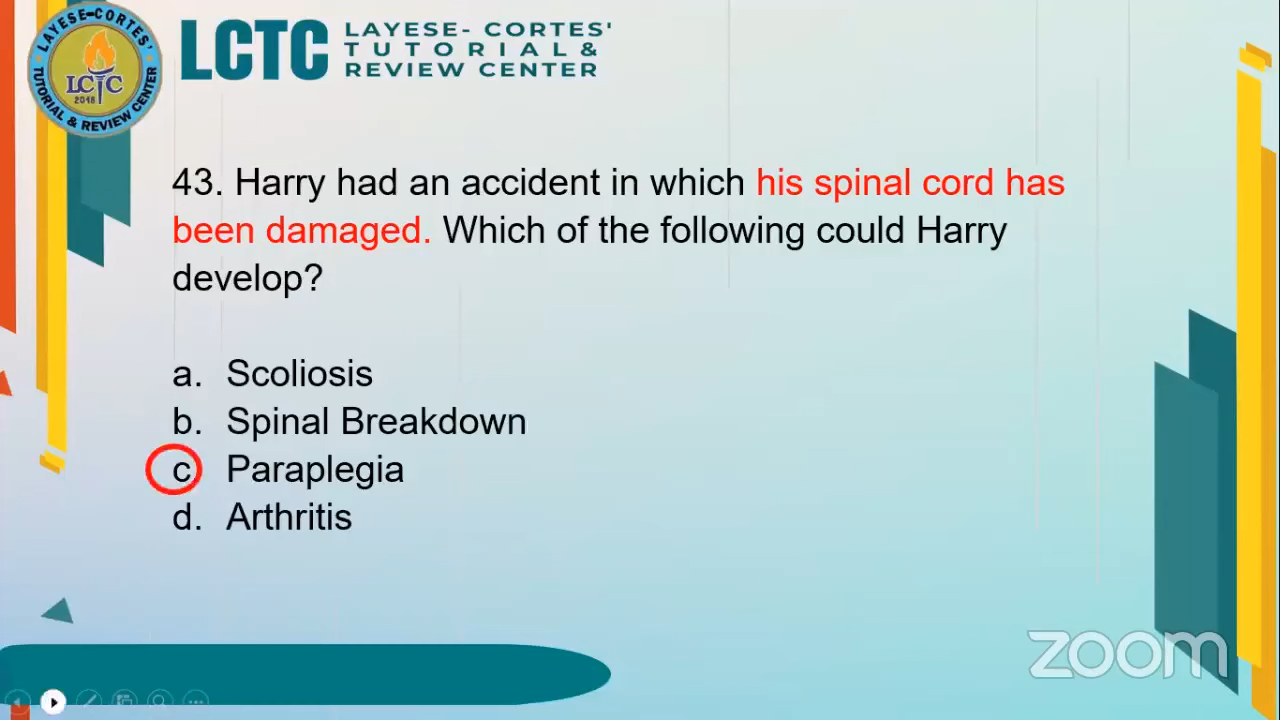 LAYESE-CORTES'
LCTC
2018
TUTORIAL & REVIEW CENTER
LCTC
LAYESE- CORTES'
TUTORIAL &
REVIEW CENTER
43. Harry had an accident in which his spinal cord has
been damaged. Which of the following could Harry
develop?
a. Scoliosis
b. Spinal Breakdown
c Paraplegia
d. Arthritis
zoom